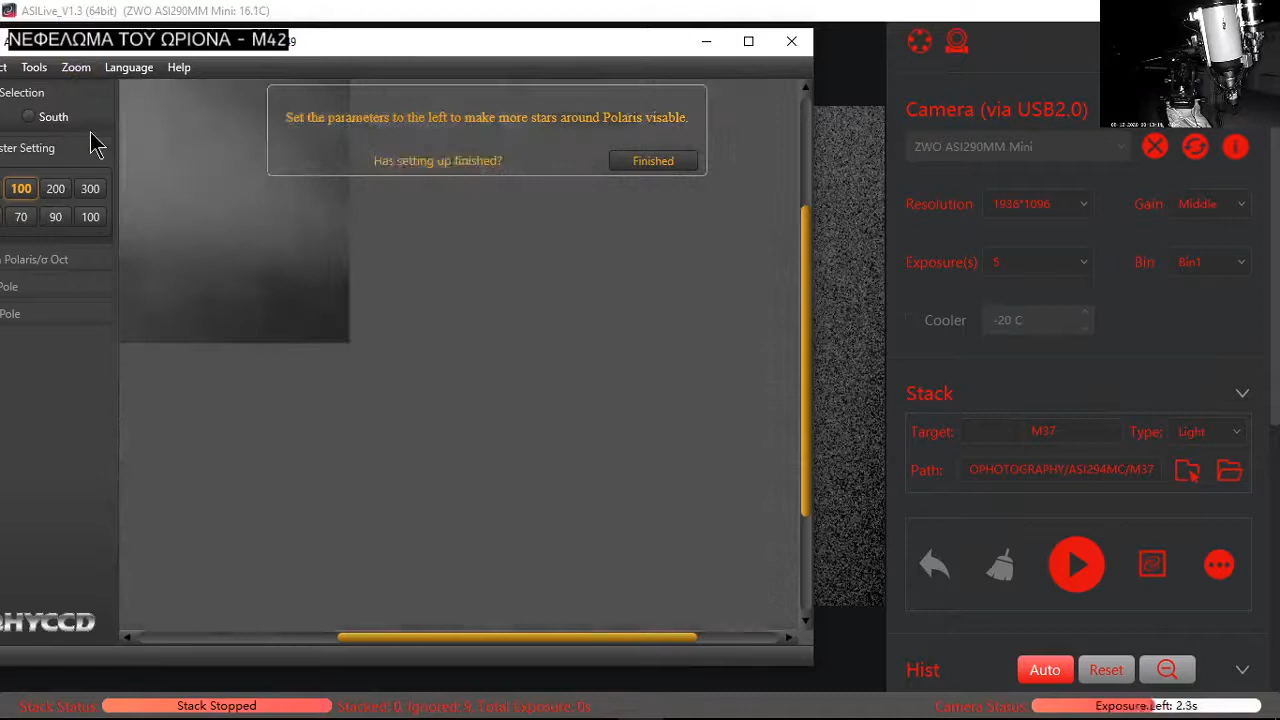 ASILive_V1.3 (64bit) (ZWO ASI290MM Mini: 16.1C)
ΝΕΦΕΛΩΜΑ ΤΟΥ ΩΡΙΟΝΑ - M42
Tools Zoom Language Help
Selection
South
100 200 300
70 90 100
Polaris/σ Oct
Pole
Pole
Set the parameters to the left to make more stars around Polaris visable.
Has setting up finished?
Finished
QHYCCD
Camera (via USB2.0)
ZWO ASI290MM Mini
Resolution 1936*1096 Gain Middle
Exposure(s) 5 Bin Bin1
Cooler -20 C
Stack
Target: M37 Type: Light
Path: OPHOTOGRAPHY/ASI294MC/M37
Hist Auto Reset
Stack Status Stack Stopped Stacked: 0, Ignored: 9, Total Exposure: 0s
Camera Status Exposure Left: 2.3s